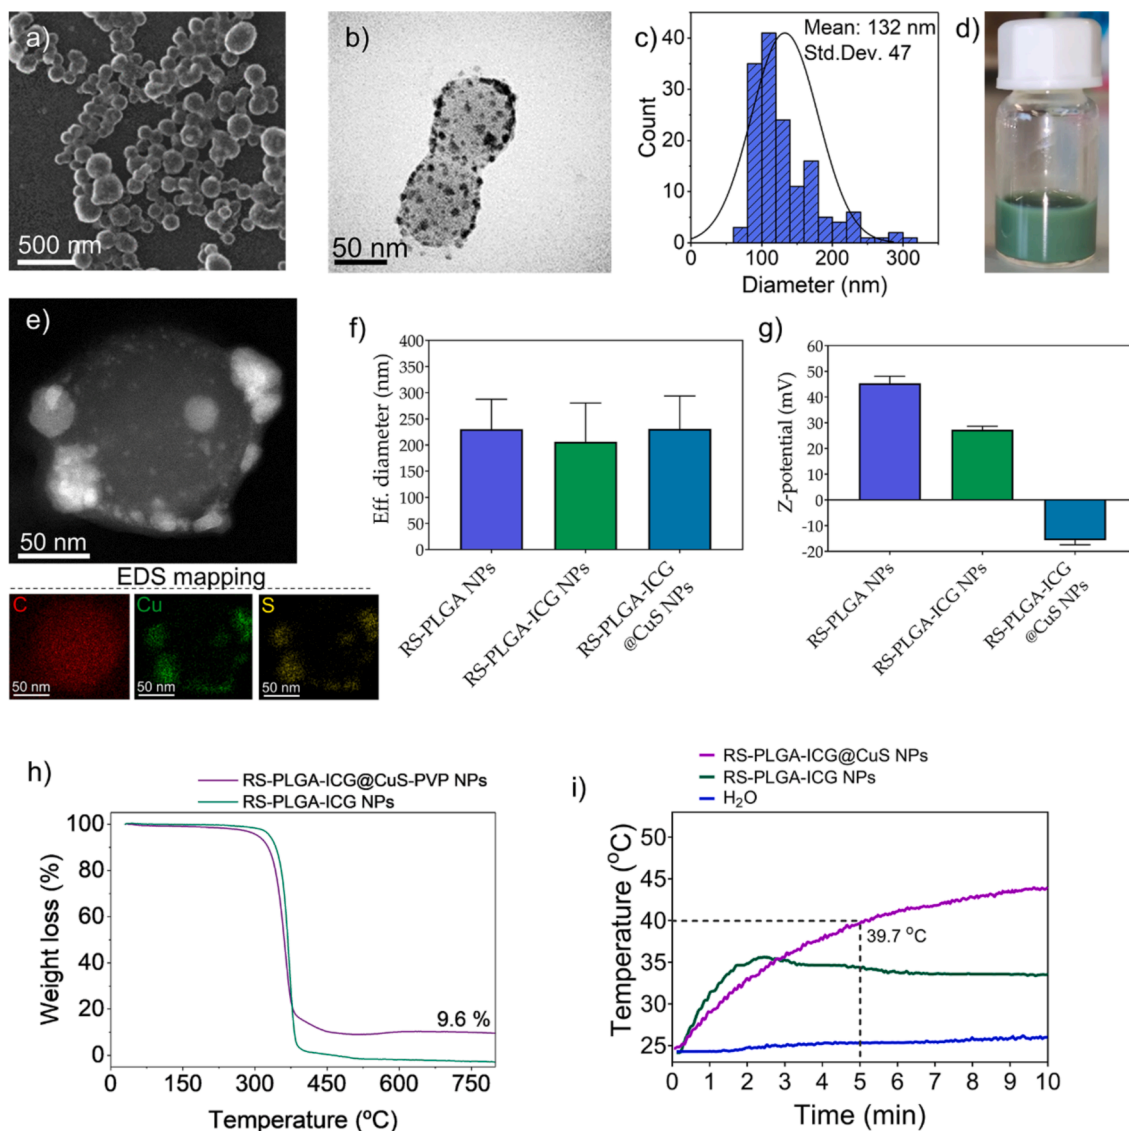 a)
500 nm
b)
50 nm
c)
Mean: 132 nm
Std.Dev. 47
40
30
20
10
0
Count
0 100 200 300
Diameter (nm)
d)
e)
50 nm
EDS mapping
C
50 nm
Cu
50 nm
S
50 nm
f)
400
350
300
250
200
150
100
50
0
Eff. diameter (nm)
RS-PLGA NPs
RS-PLGA-ICG NPs
RS-PLGA-ICG
@CuS NPs
g)
60
50
40
30
20
10
0
-10
-20
Z-potential (mV)
RS-PLGA NPs
RS-PLGA-ICG NPs
RS-PLGA-ICG
@CuS NPs
h)
RS-PLGA-ICG@CuS-PVP NPs
RS-PLGA-ICG NPs
100
80
60
40
20
0
Weight loss (%)
9.6 %
0 150 300 450 600 750
Temperature (ºC)
i)
RS-PLGA-ICG@CuS NPs
RS-PLGA-ICG NPs
H₂O
50
45
40
35
30
25
Temperature (ºC)
39.7 ºC
0 1 2 3 4 5 6 7 8 9 10
Time (min)